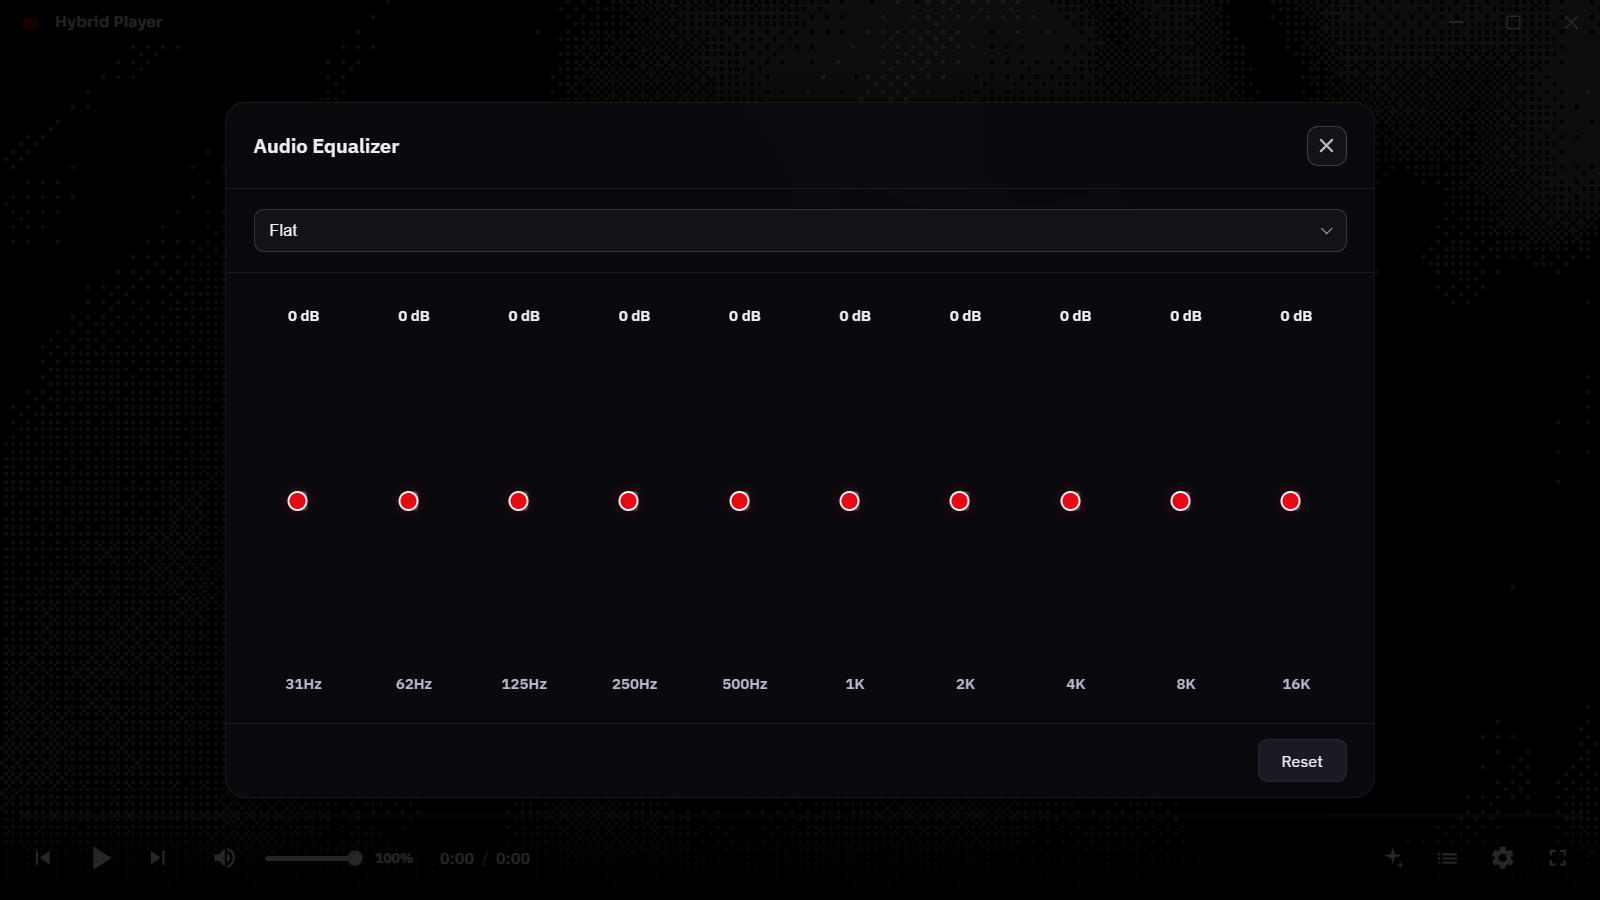 Hybrid Player
Audio Equalizer
Flat
0 dB 0 dB 0 dB 0 dB 0 dB 0 dB 0 dB 0 dB 0 dB 0 dB
31Hz 62Hz 125Hz 250Hz 500Hz 1K 2K 4K 8K 16K
Reset
100% 0:00 / 0:00